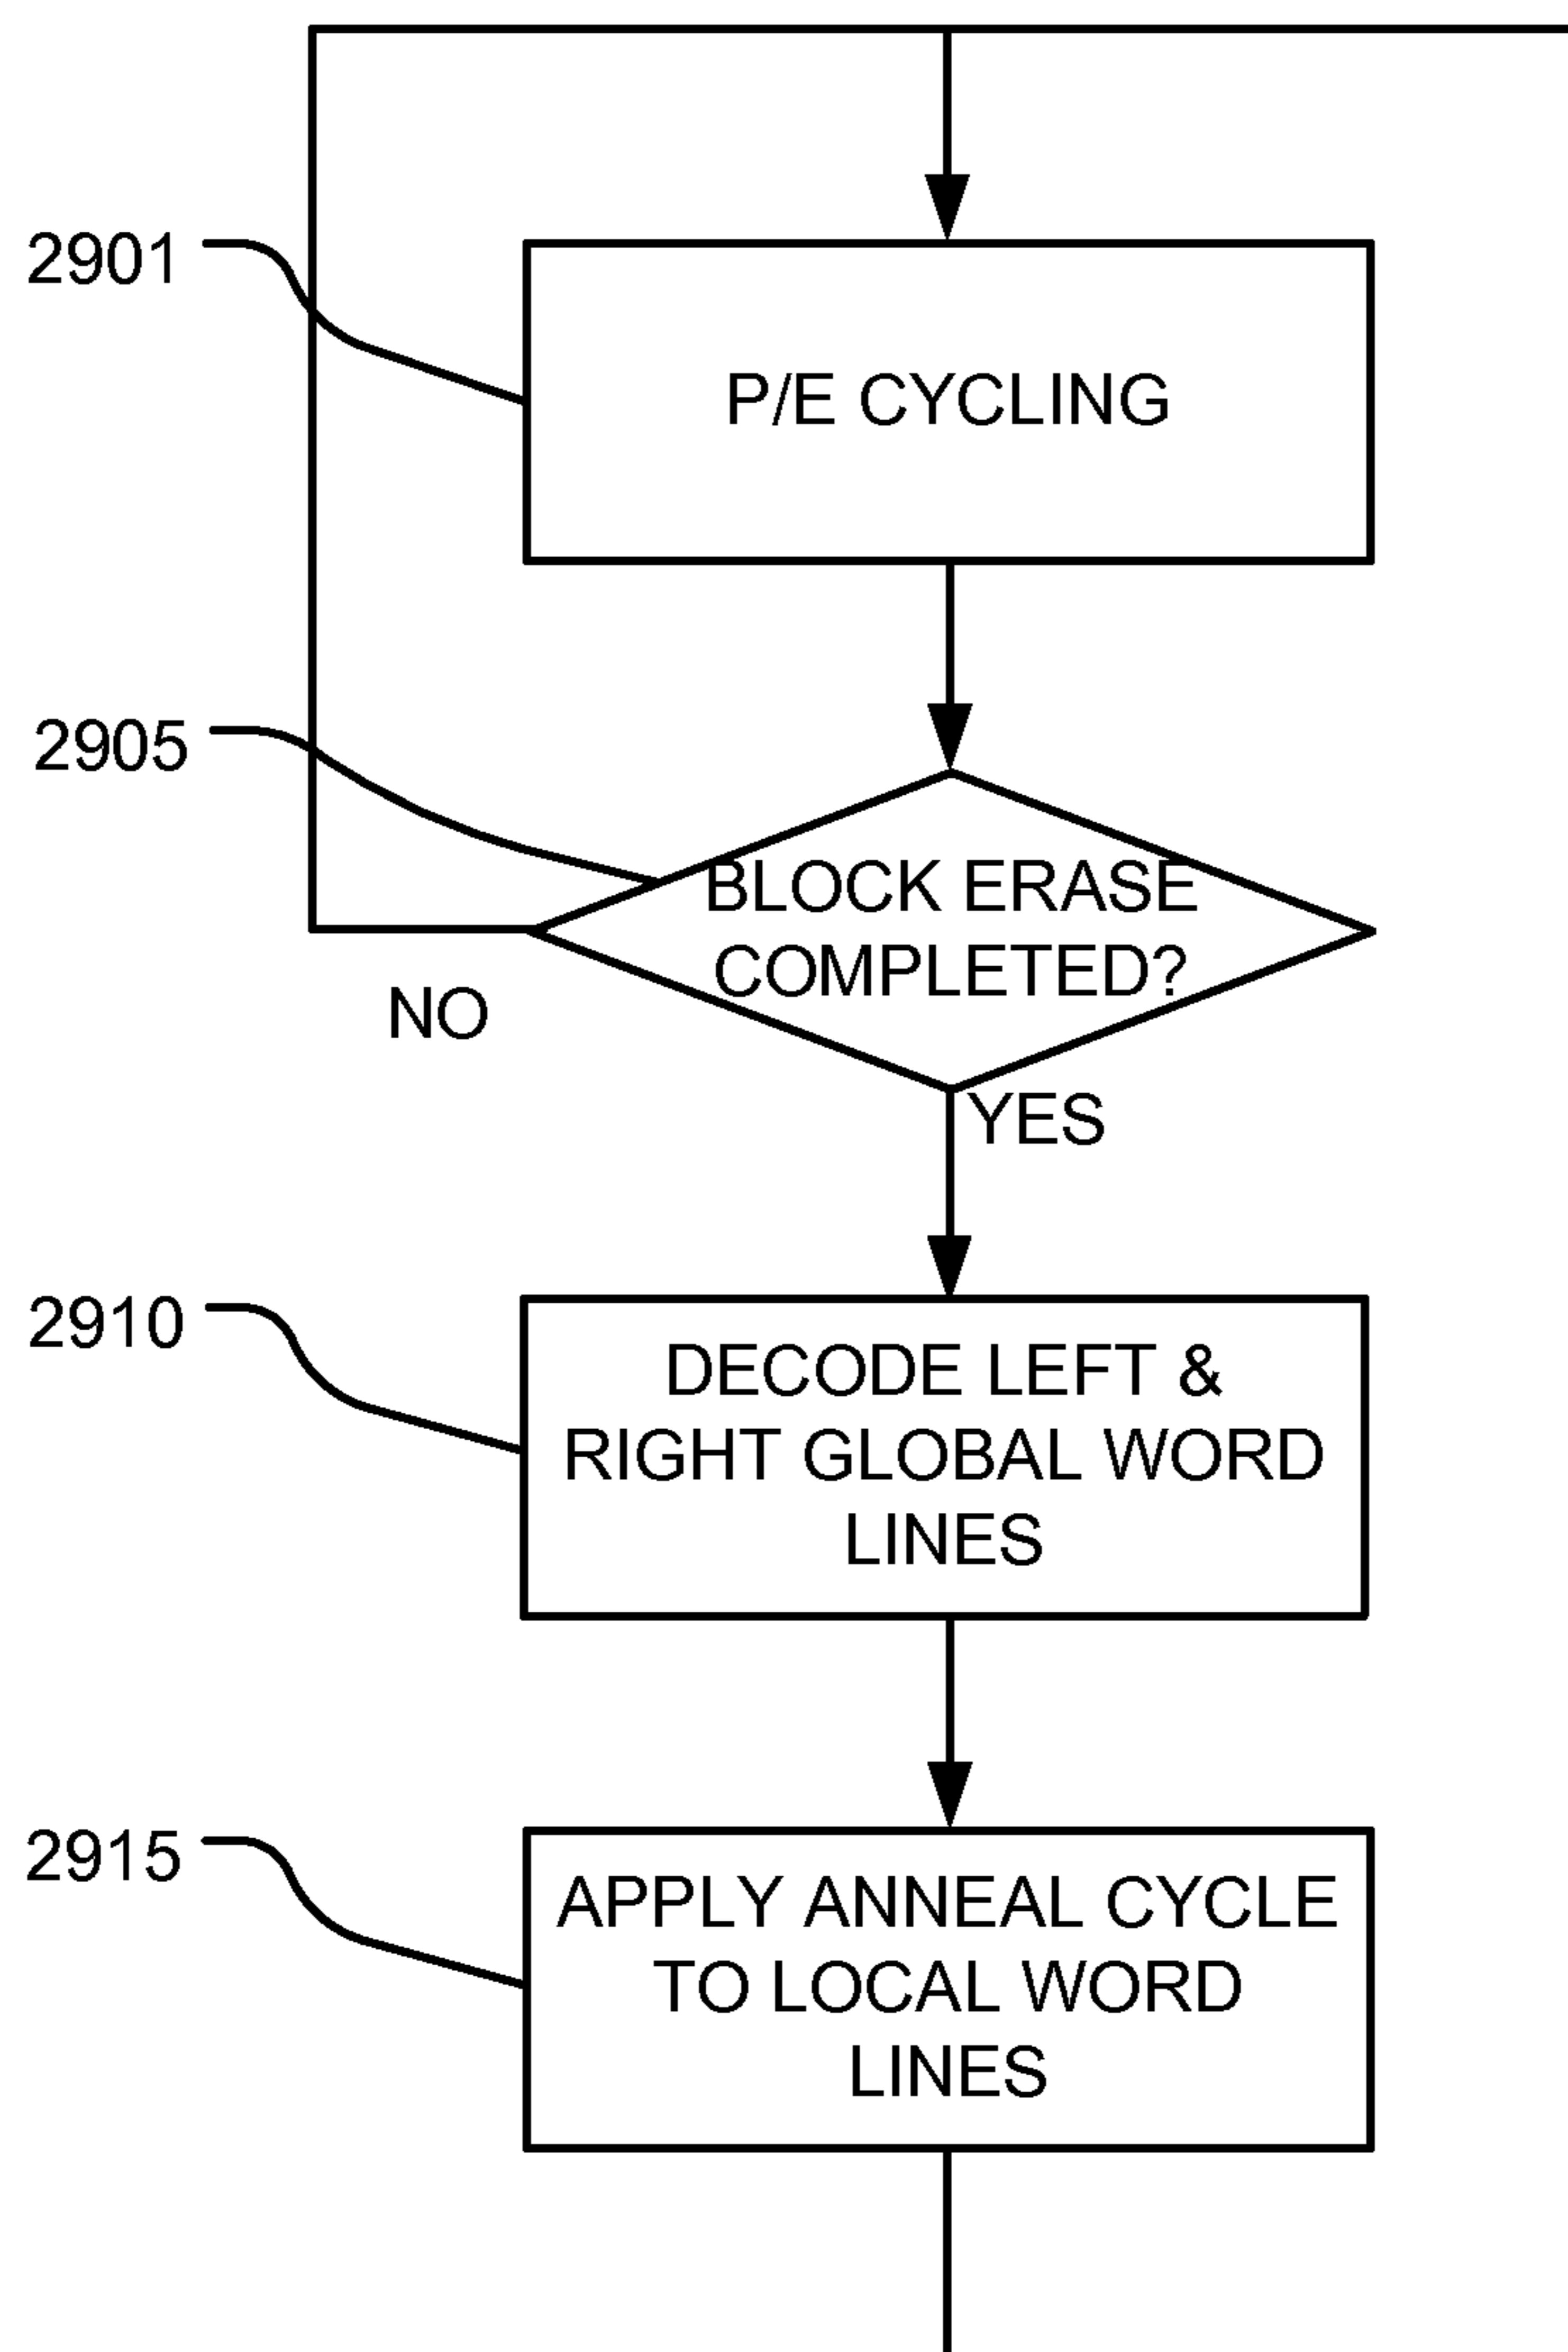 2901
P/E CYCLING
2905
BLOCK ERASE
COMPLETED?
NO
YES
2910
DECODE LEFT &
RIGHT GLOBAL WORD
LINES
2915
APPLY ANNEAL CYCLE
TO LOCAL WORD
LINES